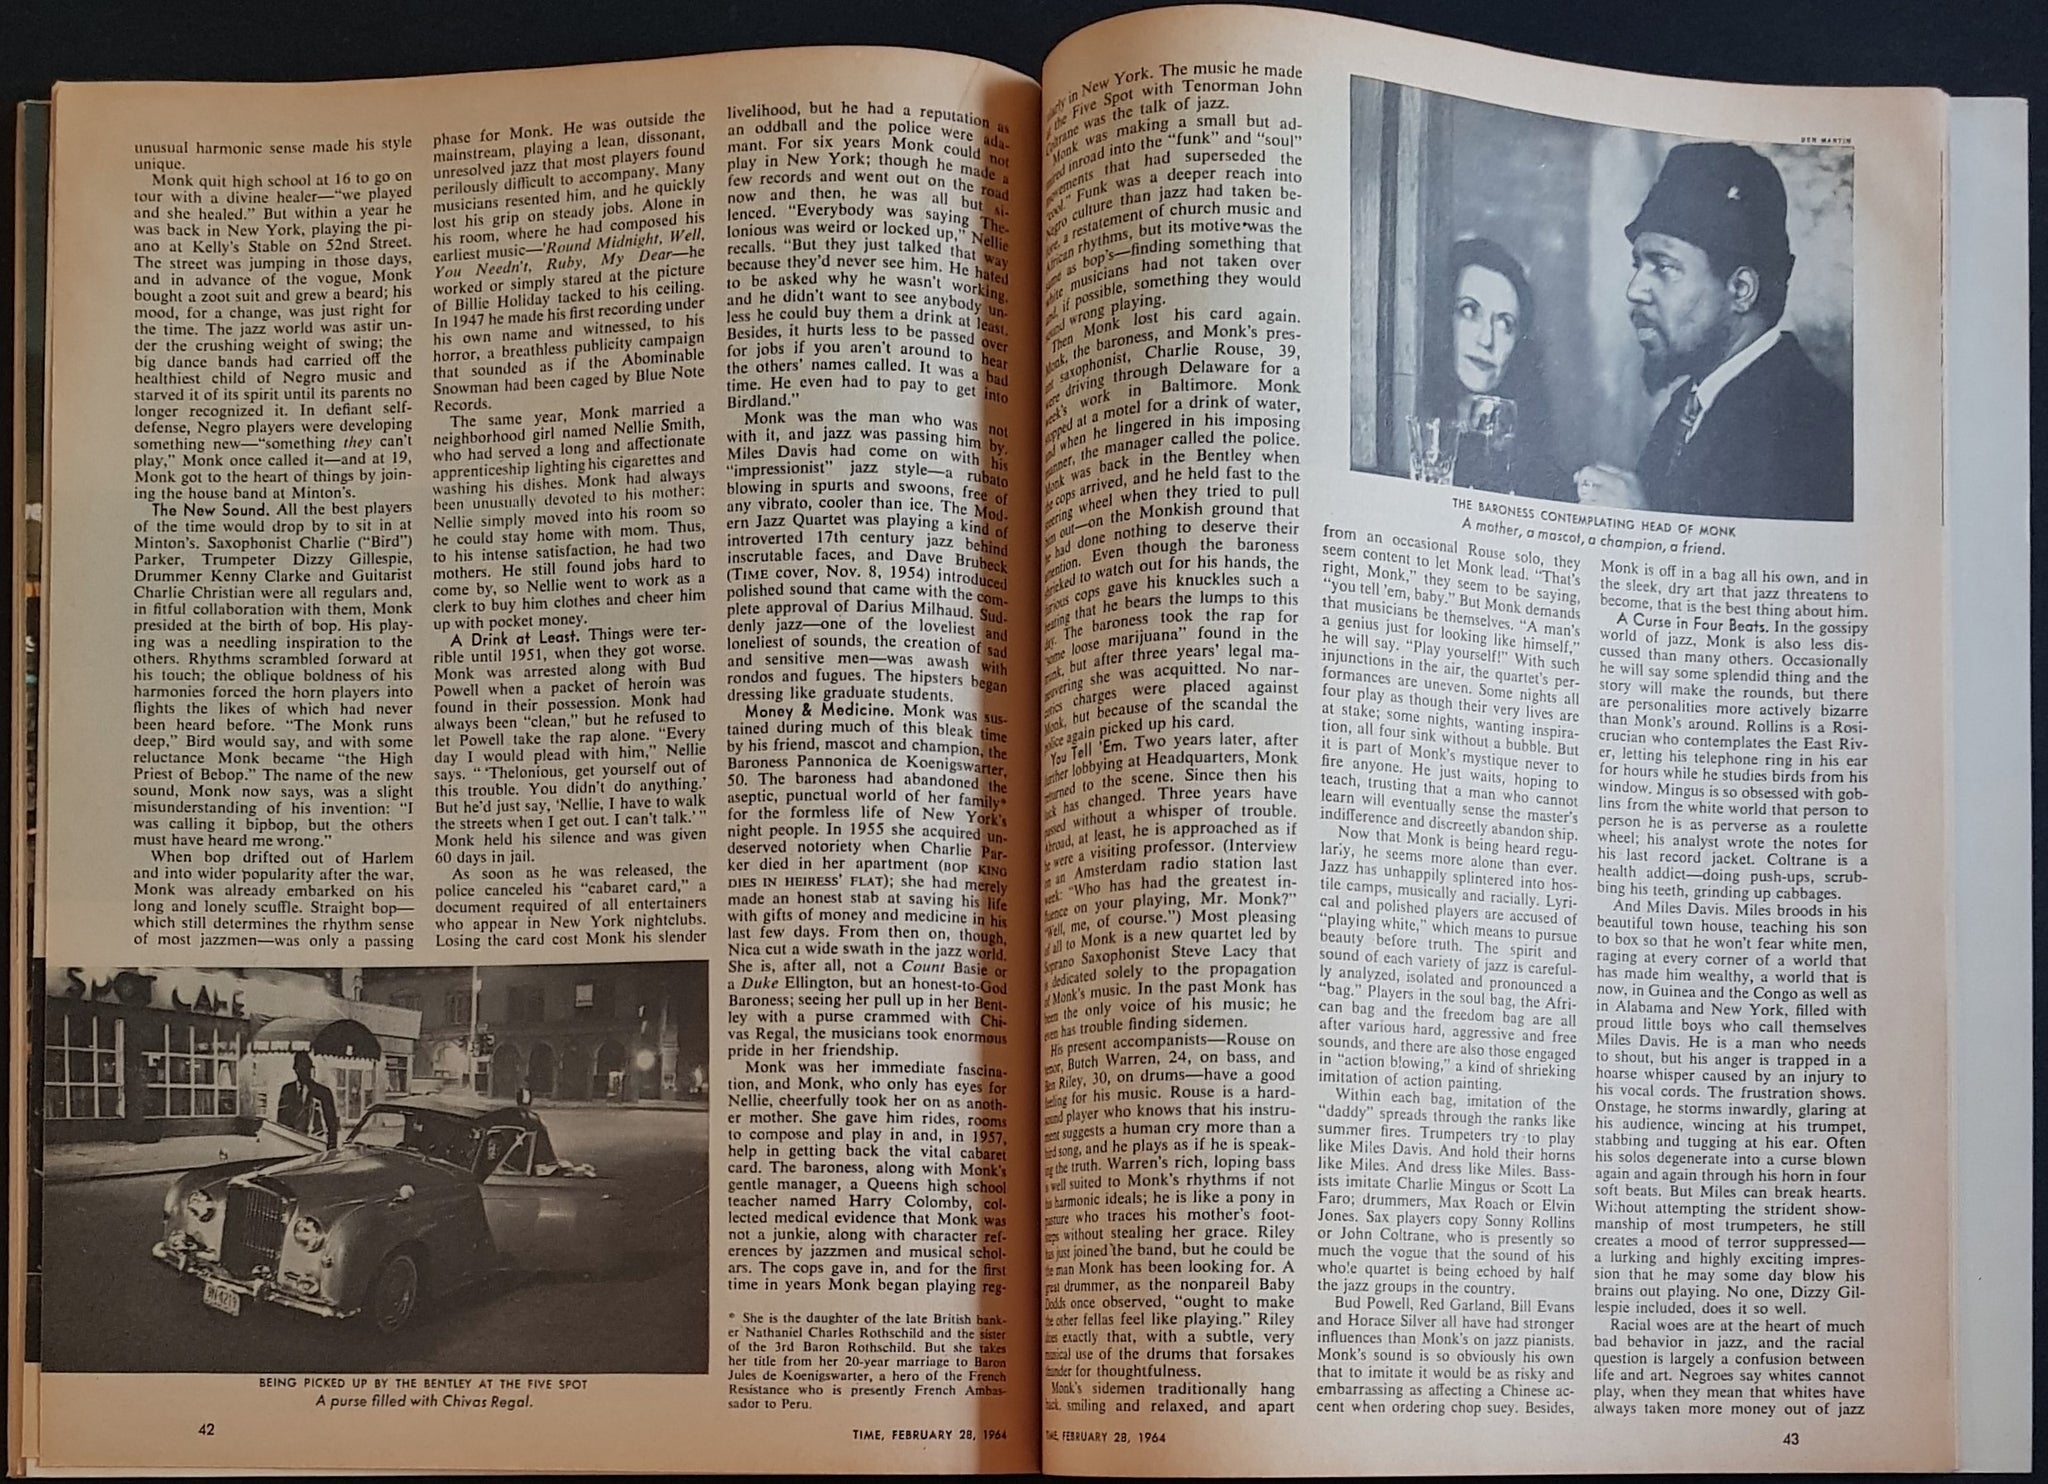 unusual harmonic sense made his style
unique.
Monk quit high school at 16 to go on
tour with a divine healer—“we played
and she healed.” But within a year he
was back in New York, playing the pi-
ano at Kelly's Stable on 52nd Street.
The street was jumping in those days,
and in advance of the vogue, Monk
bought a zoot suit and grew a beard; his
mood, for a change, was just right for
the time. The jazz world was astir un-
der the crushing weight of swing; the
big dance bands had carried off the
healthiest child of Negro music and
starved it of its spirit until its parents no
longer recognized it. In defiant self-
defense, Negro players were developing
something new—“something they can't
play,” Monk once called it—and at 19,
Monk got to the heart of things by join-
ing the house band at Minton's.
The New Sound. All the best players
of the time would drop by to sit in at
Minton's. Saxophonist Charlie (“Bird”)
Parker, Trumpeter Dizzy Gillespie,
Drummer Kenny Clarke and Guitarist
Charlie Christian were all regulars and,
in fitful collaboration with them, Monk
presided at the birth of bop. His play-
ing was a needling inspiration to the
others. Rhythms scrambled forward at
his touch; the oblique boldness of his
harmonies forced the horn players into
flights the likes of which had never
been heard before. “The Monk runs
deep,” Bird would say, and with some
reluctance Monk became “the High
Priest of Bebop.” The name of the new
sound, Monk now says, was a slight
misunderstanding of his invention: “I
was calling it bipbop, but the others
must have heard me wrong.”
When bop drifted out of Harlem
and into wider popularity after the war,
Monk was already embarked on his
long and lonely scuffle. Straight bop—
which still determines the rhythm sense
of most jazzmen—was only a passing
phase for Monk. He was outside the
mainstream, playing a lean, dissonant,
unresolved jazz that most players found
perilously difficult to accompany. Many
musicians resented him, and he quickly
lost his grip on steady jobs. Alone in
his room, where he had composed his
earliest music—'Round Midnight, Well,
You Needn't, Ruby, My Dear—he
worked or simply stared at the picture
of Billie Holiday tacked to his ceiling.
In 1947 he made his first recording under
his own name and witnessed, to his
horror, a breathless publicity campaign
that sounded as if the Abominable
Snowman had been caged by Blue Note
Records.
The same year, Monk married a
neighborhood girl named Nellie Smith,
who had served a long and affectionate
apprenticeship lighting his cigarettes and
washing his dishes. Monk had always
been unusually devoted to his mother;
Nellie simply moved into his room so
he could stay home with mom. Thus,
to his intense satisfaction, he had two
mothers. He still found jobs hard to
come by, so Nellie went to work as a
clerk to buy him clothes and cheer him
up with pocket money.
A Drink at Least. Things were ter-
rible until 1951, when they got worse.
Monk was arrested along with Bud
Powell when a packet of heroin was
found in their possession. Monk had
always been “clean,” but he refused to
let Powell take the rap alone. “Every
day I would plead with him,” Nellie
says. “ ‘Thelonious, get yourself out of
this trouble. You didn't do anything.’
But he'd just say, ‘Nellie, I have to walk
the streets when I get out. I can't talk.’ ”
Monk held his silence and was given
60 days in jail.
As soon as he was released, the
police canceled his “cabaret card,” a
document required of all entertainers
who appear in New York nightclubs.
Losing the card cost Monk his slender
livelihood, but he had a reputation as
an oddball and the police were ada-
mant. For six years Monk could not
play in New York; though he made a
few records and went out on the road
now and then, he was all but si-
lenced. “Everybody was saying The-
lonious was weird or locked up,” Nellie
recalls. “But they just talked that way
because they'd never see him. He hated
to be asked why he wasn't working,
and he didn't want to see anybody un-
less he could buy them a drink at least.
Besides, it hurts less to be passed over
for jobs if you aren't around to hear
the others' names called. It was a bad
time. He even had to pay to get into
Birdland.”
Monk was the man who was not
with it, and jazz was passing him by.
Miles Davis had come on with his
“impressionist” jazz style—a rubato
blowing in spurts and swoons, free of
any vibrato, cooler than ice. The Mod-
ern Jazz Quartet was playing a kind of
introverted 17th century jazz behind
inscrutable faces, and Dave Brubeck
(TIME cover, Nov. 8, 1954) introduced
polished sound that came with the com-
plete approval of Darius Milhaud. Sud-
denly jazz—one of the loveliest and
loneliest of sounds, the creation of sad
and sensitive men—was awash with
rondos and fugues. The hipsters began
dressing like graduate students.
Money & Medicine. Monk was sus-
tained during much of this bleak time
by his friend, mascot and champion, the
Baroness Pannonica de Koenigswarter,
50. The baroness had abandoned the
aseptic, punctual world of her family*
for the formless life of New York's
night people. In 1955 she acquired un-
deserved notoriety when Charlie Par-
ker died in her apartment (BOP KING
DIES IN HEIRESS' FLAT); she had merely
made an honest stab at saving his life
with gifts of money and medicine in his
last few days. From then on, though,
Nica cut a wide swath in the jazz world.
She is, after all, not a Count Basie or
a Duke Ellington, but an honest-to-God
Baroness; seeing her pull up in her Bent-
ley with a purse crammed with Chi-
vas Regal, the musicians took enormous
pride in her friendship.
Monk was her immediate fascina-
tion, and Monk, who only has eyes for
Nellie, cheerfully took her on as anoth-
er mother. She gave him rides, rooms
to compose and play in and, in 1957,
help in getting back the vital cabaret
card. The baroness, along with Monk's
gentle manager, a Queens high school
teacher named Harry Colomby, col-
lected medical evidence that Monk was
not a junkie, along with character ref-
erences by jazzmen and musical schol-
ars. The cops gave in, and for the first
time in years Monk began playing reg-
* She is the daughter of the late British bank-
er Nathaniel Charles Rothschild and the sister
of the 3rd Baron Rothschild. But she takes
her title from her 20-year marriage to Baron
Jules de Koenigswarter, a hero of the French
Resistance who is presently French Ambas-
sador to Peru.
SPOT CAFE
BEING PICKED UP BY THE BENTLEY AT THE FIVE SPOT
A purse filled with Chivas Regal.
42
TIME, FEBRUARY 28, 1964
ularly in New York. The music he made
at the Five Spot with Tenorman John
Coltrane was the talk of jazz.
Monk was making a small but ad-
mired inroad into the “funk” and “soul”
movements that had superseded the
“cool.” Funk was a deeper reach into
Negro culture than jazz had taken be-
fore, a restatement of church music and
African rhythms, but its motive was the
same as bop's—finding something that
white musicians had not taken over
and, if possible, something they would
sound wrong playing.
Then Monk lost his card again.
Monk, the baroness, and Monk's pres-
ent saxophonist, Charlie Rouse, 39,
were driving through Delaware for a
week's work in Baltimore. Monk
stopped at a motel for a drink of water,
and when he lingered in his imposing
manner, the manager called the police.
Monk was back in the Bentley when
the cops arrived, and he held fast to the
steering wheel when they tried to pull
him out—on the Monkish ground that
he had done nothing to deserve their
attention. Even though the baroness
shrieked to watch out for his hands, the
furious cops gave his knuckles such a
beating that he bears the lumps to this
day. The baroness took the rap for
“some loose marijuana” found in the
trunk, but after three years' legal ma-
neuvering she was acquitted. No nar-
cotics charges were placed against
Monk, but because of the scandal the
police again picked up his card.
You Tell 'Em. Two years later, after
further lobbying at Headquarters, Monk
returned to the scene. Since then his
luck has changed. Three years have
passed without a whisper of trouble.
Abroad, at least, he is approached as if
he were a visiting professor. (Interview
on an Amsterdam radio station last
week: “Who has had the greatest in-
fluence on your playing, Mr. Monk?”
“Well, me, of course.”) Most pleasing
of all to Monk is a new quartet led by
Soprano Saxophonist Steve Lacy that
is dedicated solely to the propagation
of Monk's music. In the past Monk has
been the only voice of his music; he
even has trouble finding sidemen.
His present accompanists—Rouse on
tenor, Butch Warren, 24, on bass, and
Ben Riley, 30, on drums—have a good
feeling for his music. Rouse is a hard-
sound player who knows that his instru-
ment suggests a human cry more than a
bird song, and he plays as if he is speak-
ing the truth. Warren's rich, loping bass
is well suited to Monk's rhythms if not
his harmonic ideals; he is like a pony in
pasture who traces his mother's foot-
steps without stealing her grace. Riley
has just joined the band, but he could be
the man Monk has been looking for. A
great drummer, as the nonpareil Baby
Dodds once observed, “ought to make
the other fellas feel like playing.” Riley
does exactly that, with a subtle, very
musical use of the drums that forsakes
thunder for thoughtfulness.
Monk's sidemen traditionally hang
back, smiling and relaxed, and apart
DEN MARTIN
THE BARONESS CONTEMPLATING HEAD OF MONK
A mother, a mascot, a champion, a friend.
from an occasional Rouse solo, they
seem content to let Monk lead. “That's
right, Monk,” they seem to be saying,
“you tell 'em, baby.” But Monk demands
that musicians be themselves. “A man's
a genius just for looking like himself,”
he will say. “Play yourself!” With such
injunctions in the air, the quartet's per-
formances are uneven. Some nights all
four play as though their very lives are
at stake; some nights, wanting inspira-
tion, all four sink without a bubble. But
it is part of Monk's mystique never to
fire anyone. He just waits, hoping to
teach, trusting that a man who cannot
learn will eventually sense the master's
indifference and discreetly abandon ship.
Now that Monk is being heard regu-
larly, he seems more alone than ever.
Jazz has unhappily splintered into hos-
tile camps, musically and racially. Lyri-
cal and polished players are accused of
“playing white,” which means to pursue
beauty before truth. The spirit and
sound of each variety of jazz is careful-
ly analyzed, isolated and pronounced a
“bag.” Players in the soul bag, the Afri-
can bag and the freedom bag are all
after various hard, aggressive and free
sounds, and there are also those engaged
in “action blowing,” a kind of shrieking
imitation of action painting.
Within each bag, imitation of the
“daddy” spreads through the ranks like
summer fires. Trumpeters try to play
like Miles Davis. And hold their horns
like Miles. And dress like Miles. Bass-
ists imitate Charlie Mingus or Scott La
Faro; drummers, Max Roach or Elvin
Jones. Sax players copy Sonny Rollins
or John Coltrane, who is presently so
much the vogue that the sound of his
whole quartet is being echoed by half
the jazz groups in the country.
Bud Powell, Red Garland, Bill Evans
and Horace Silver all have had stronger
influences than Monk's on jazz pianists.
Monk's sound is so obviously his own
that to imitate it would be as risky and
embarrassing as affecting a Chinese ac-
cent when ordering chop suey. Besides,
Monk is off in a bag all his own, and in
the sleek, dry art that jazz threatens to
become, that is the best thing about him.
A Curse in Four Beats. In the gossipy
world of jazz, Monk is also less dis-
cussed than many others. Occasionally
he will say some splendid thing and the
story will make the rounds, but there
are personalities more actively bizarre
than Monk's around. Rollins is a Rosi-
crucian who contemplates the East Riv-
er, letting his telephone ring in his ear
for hours while he studies birds from his
window. Mingus is so obsessed with gob-
lins from the white world that person to
person he is as perverse as a roulette
wheel; his analyst wrote the notes for
his last record jacket. Coltrane is a
health addict—doing push-ups, scrub-
bing his teeth, grinding up cabbages.
And Miles Davis. Miles broods in his
beautiful town house, teaching his son
to box so that he won't fear white men,
raging at every corner of a world that
has made him wealthy, a world that is
now, in Guinea and the Congo as well as
in Alabama and New York, filled with
proud little boys who call themselves
Miles Davis. He is a man who needs
to shout, but his anger is trapped in a
hoarse whisper caused by an injury to
his vocal cords. The frustration shows.
Onstage, he storms inwardly, glaring at
his audience, wincing at his trumpet,
stabbing and tugging at his ear. Often
his solos degenerate into a curse blown
again and again through his horn in four
soft beats. But Miles can break hearts.
Without attempting the strident show-
manship of most trumpeters, he still
creates a mood of terror suppressed—
a lurking and highly exciting impres-
sion that he may some day blow his
brains out playing. No one, Dizzy Gil-
lespie included, does it so well.
Racial woes are at the heart of much
bad behavior in jazz, and the racial
question is largely a confusion between
life and art. Negroes say whites cannot
play, when they mean that whites have
always taken more money out of jazz
TIME, FEBRUARY 28, 1964
43